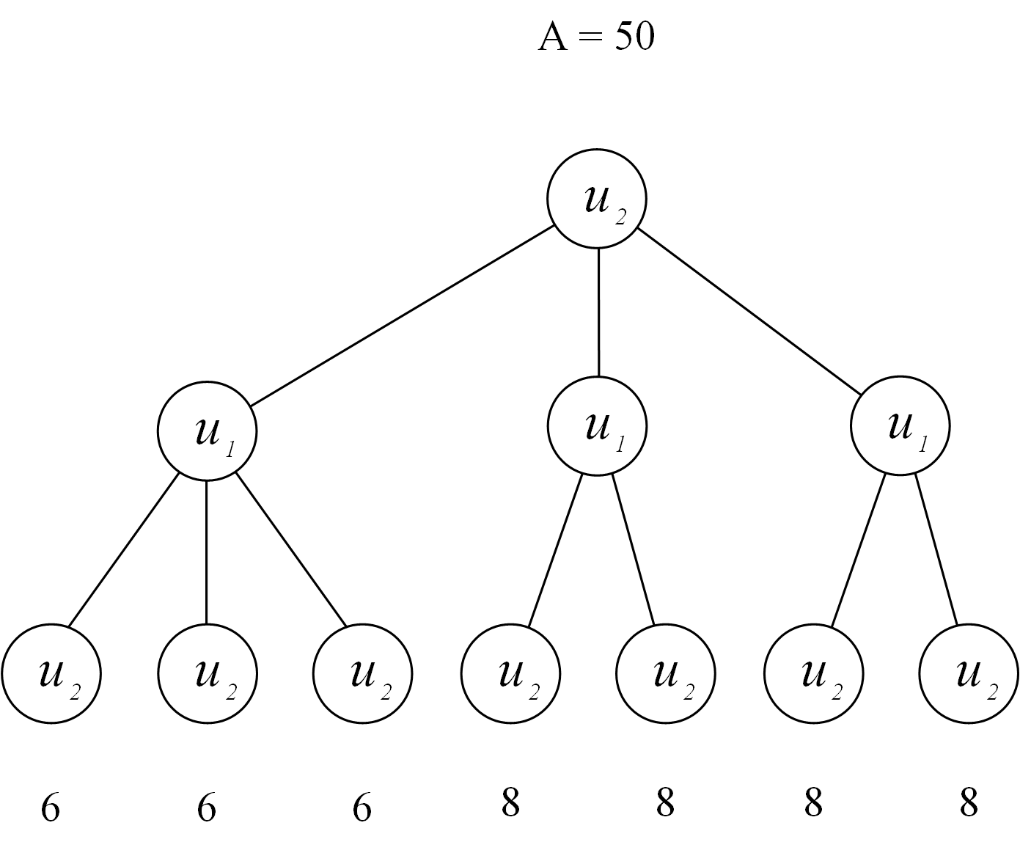 A = 50
u₂
u₁ u₁ u₁
u₂ u₂ u₂ u₂ u₂ u₂ u₂
6 6 6 8 8 8 8